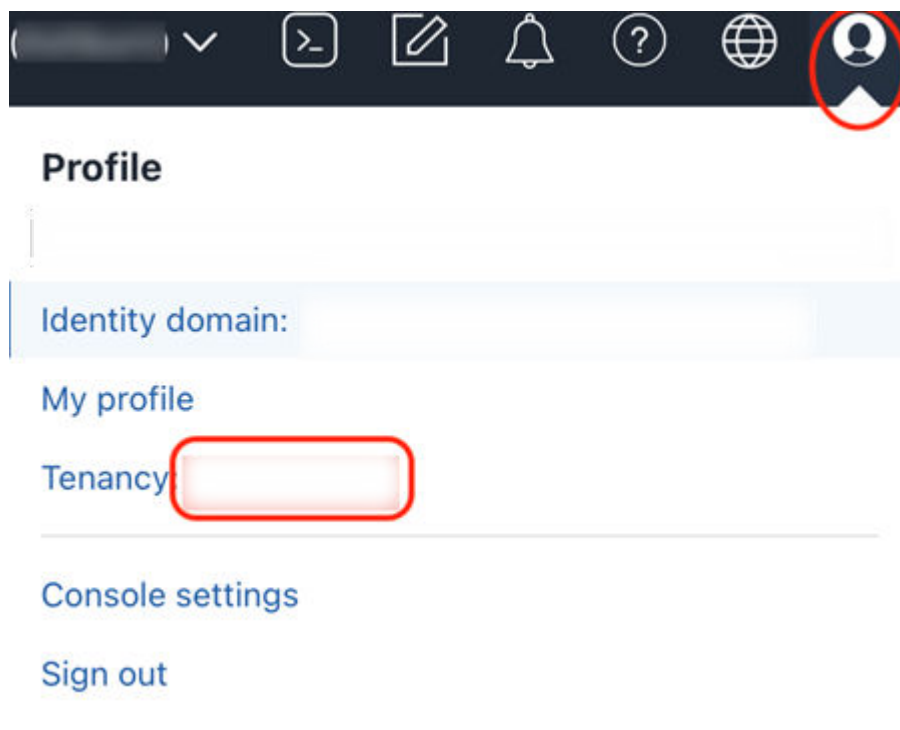 Profile
Identity domain:
My profile
Tenancy:
Console settings
Sign out